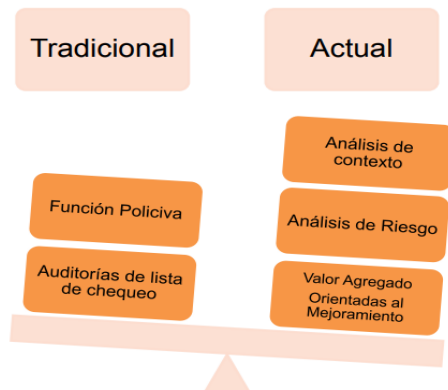 Tradicional
Actual
Análisis de
contexto
Función Policiva
Análisis de Riesgo
Auditorías de lista
de chequeo
Valor Agregado
Orientadas al
Mejoramiento